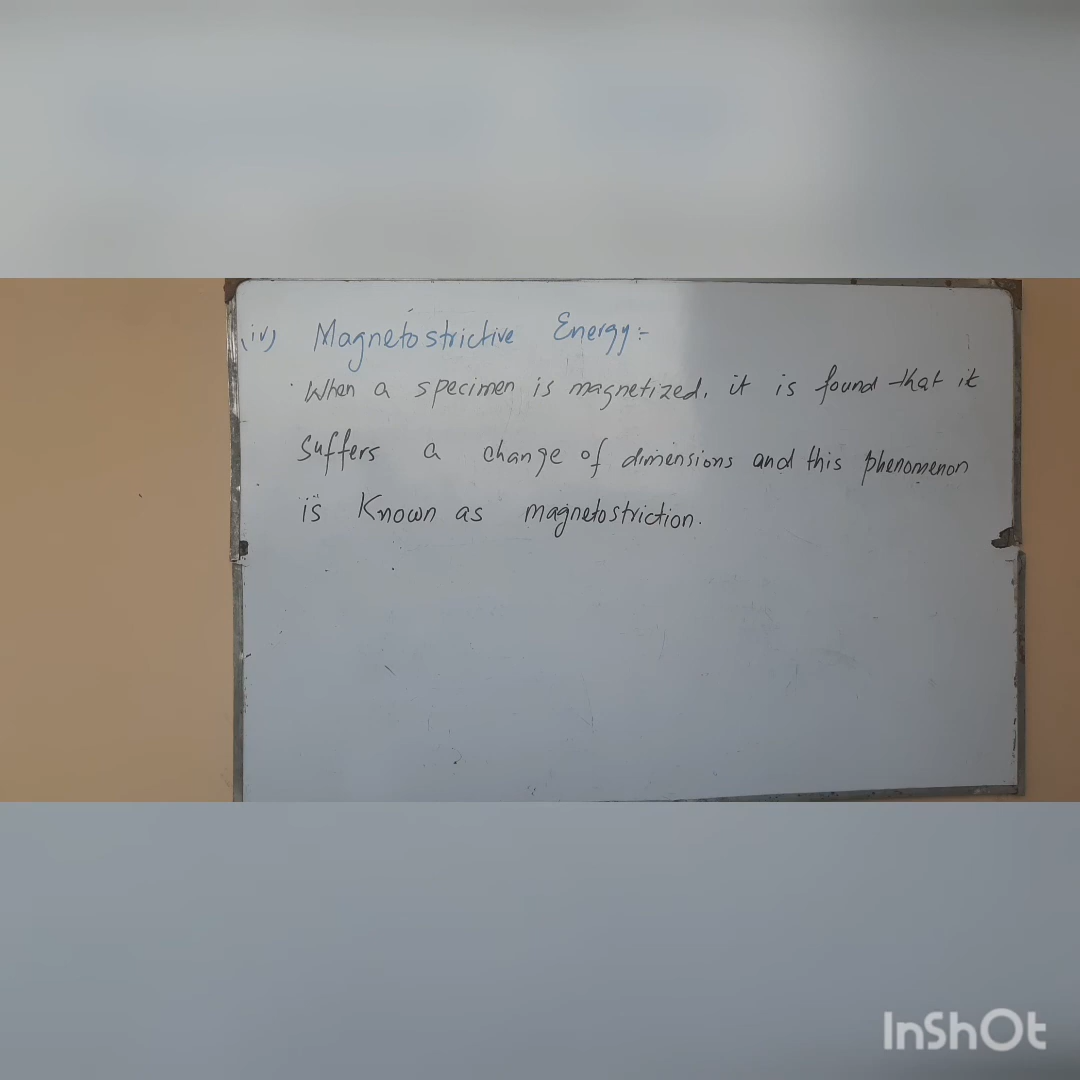 (iv) Magnetostrictive Energy:-
When a specimen is magnetized, it is found that it
suffers a change of dimensions and this phenomenon
is Known as magnetostriction.
InShOt